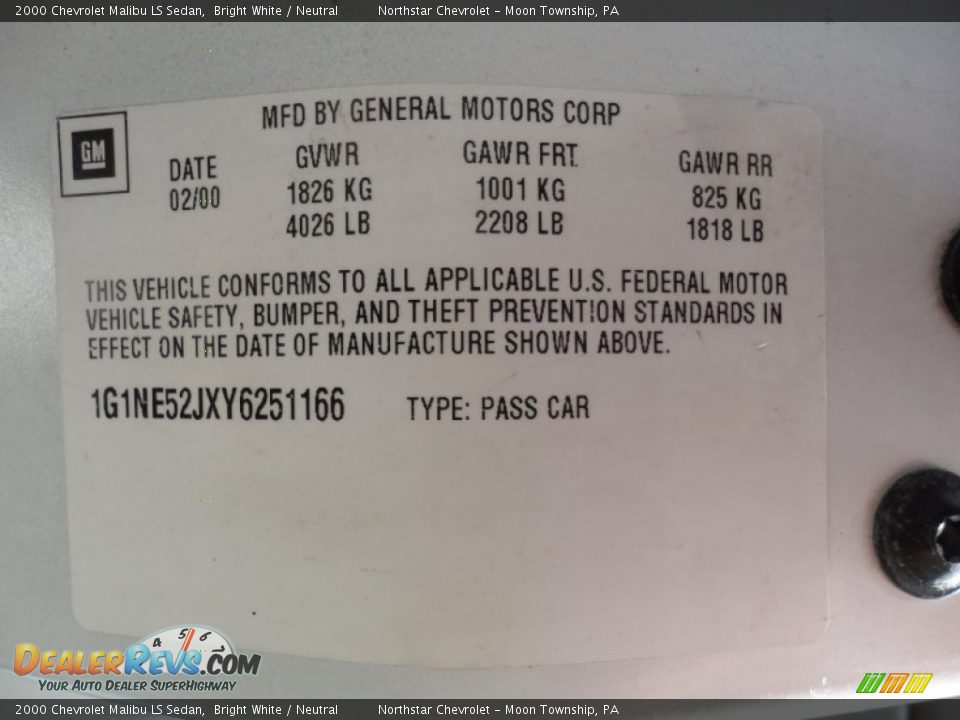 2000 Chevrolet Malibu LS Sedan, Bright White / Neutral Northstar Chevrolet - Moon Township, PA
MFD BY GENERAL MOTORS CORP
GM
DATE GVWR GAWR FRT. GAWR RR
02/00 1826 KG 1001 KG 825 KG
4026 LB 2208 LB 1818 LB
THIS VEHICLE CONFORMS TO ALL APPLICABLE U.S. FEDERAL MOTOR
VEHICLE SAFETY, BUMPER, AND THEFT PREVENTION STANDARDS IN
EFFECT ON THE DATE OF MANUFACTURE SHOWN ABOVE.
1G1NE52JXY6251166 TYPE: PASS CAR
4 5 6 7
DEALERREVS.COM
YOUR AUTO DEALER SUPERHIGHWAY
2000 Chevrolet Malibu LS Sedan, Bright White / Neutral Northstar Chevrolet - Moon Township, PA